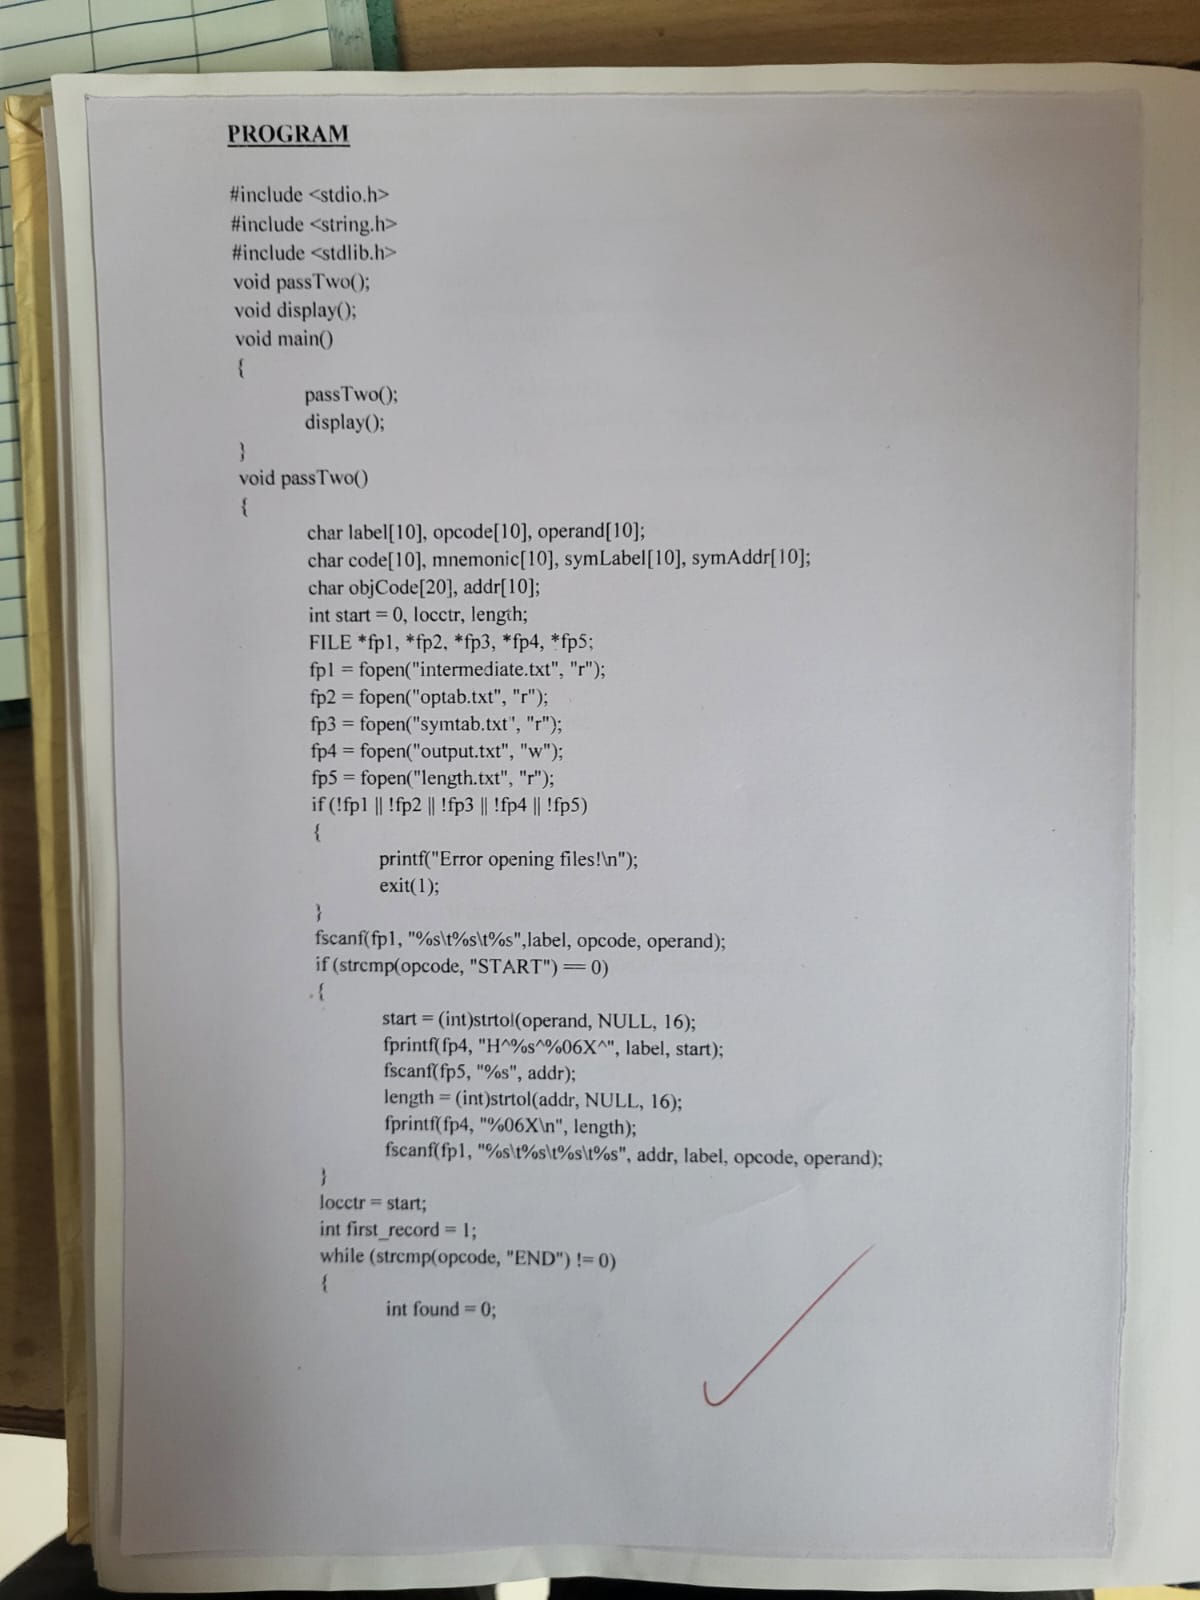 PROGRAM
#include <stdio.h>
#include <string.h>
#include <stdlib.h>
void passTwo();
void display();
void main()
{
passTwo();
display();
}
void passTwo()
{
char label[10], opcode[10], operand[10];
char code[10], mnemonic[10], symLabel[10], symAddr[10];
char objCode[20], addr[10];
int start = 0, locctr, length;
FILE *fp1, *fp2, *fp3, *fp4, *fp5;
fp1 = fopen("intermediate.txt", "r");
fp2 = fopen("optab.txt", "r");
fp3 = fopen("symtab.txt", "r");
fp4 = fopen("output.txt", "w");
fp5 = fopen("length.txt", "r");
if (!fp1 || !fp2 || !fp3 || !fp4 || !fp5)
{
printf("Error opening files!\n");
exit(1);
}
fscanf(fp1, "%s\t%s\t%s",label, opcode, operand);
if (strcmp(opcode, "START") == 0)
{
start = (int)strtol(operand, NULL, 16);
fprintf(fp4, "H^%s^%06X^", label, start);
fscanf(fp5, "%s", addr);
length = (int)strtol(addr, NULL, 16);
fprintf(fp4, "%06X\n", length);
fscanf(fp1, "%s\t%s\t%s\t%s", addr, label, opcode, operand);
}
locctr = start;
int first_record = 1;
while (strcmp(opcode, "END") != 0)
{
int found = 0;